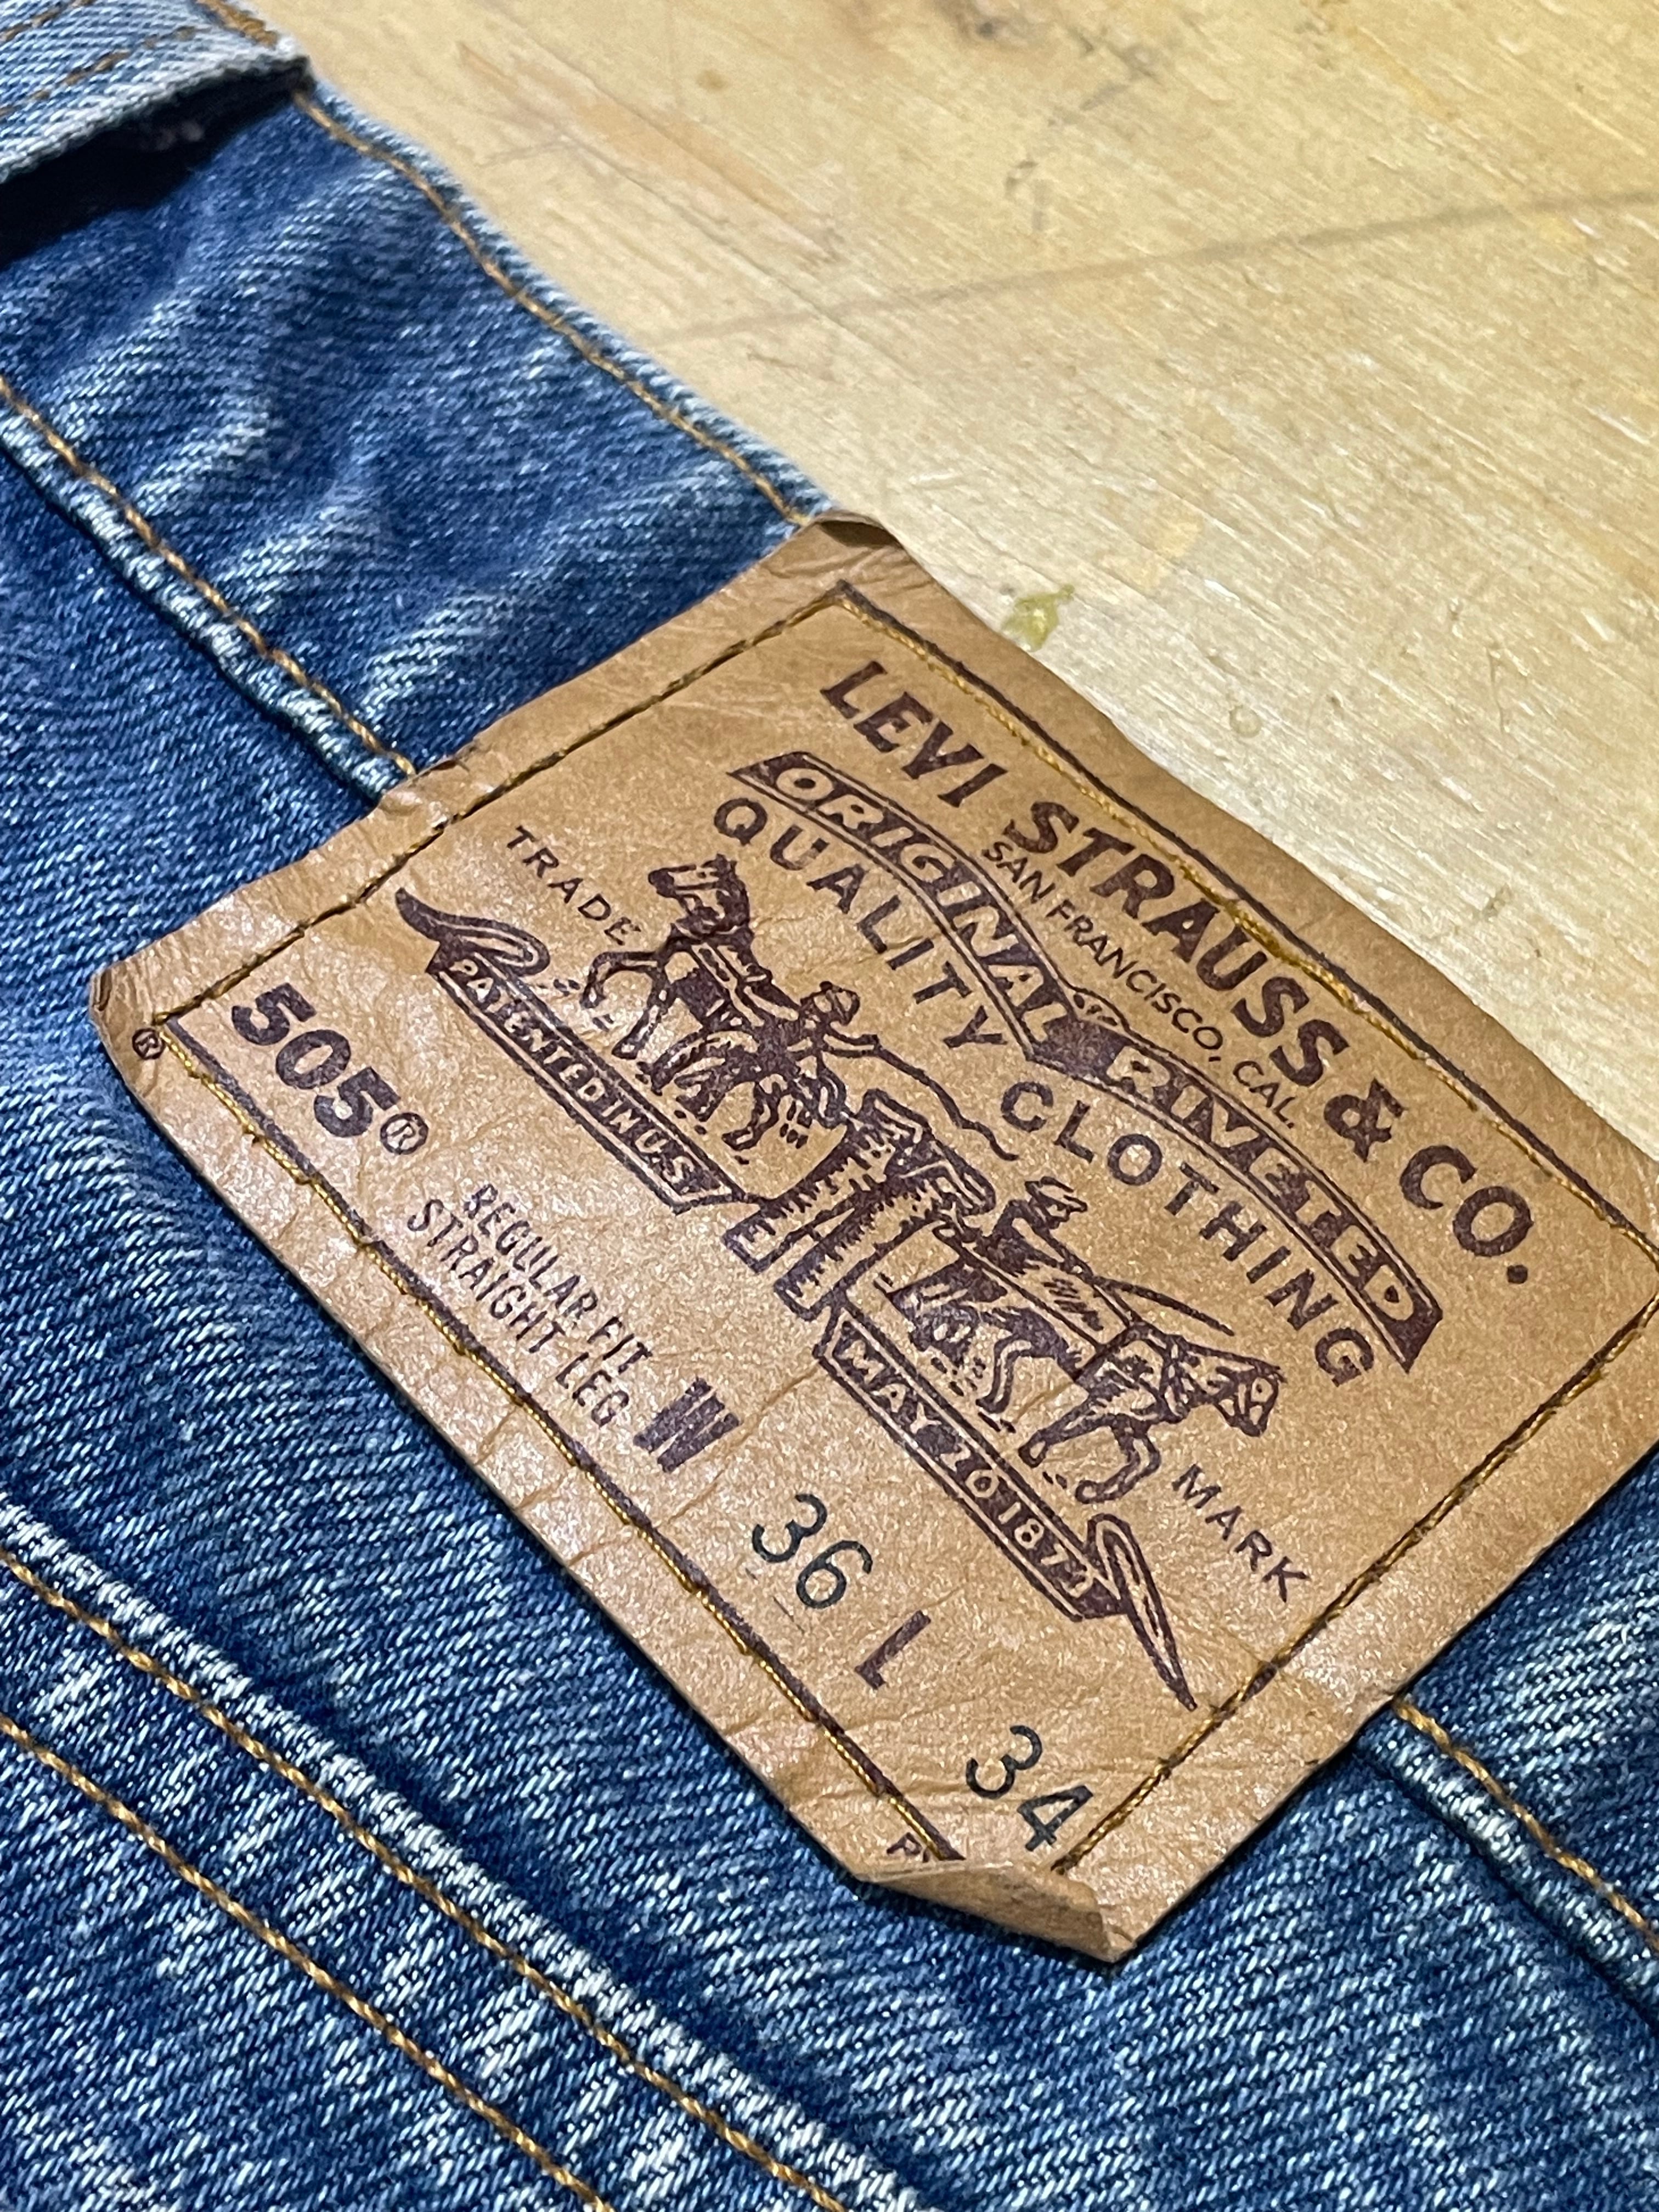 LEVI STRAUSS & CO.
SAN FRANCISCO, CAL.
ORIGINAL RIVETED
QUALITY CLOTHING
TRADE MARK
PATENTED IN US MAY 20 1873
®
505®
REGULAR FIT
STRAIGHT LEG
W 36 L 34